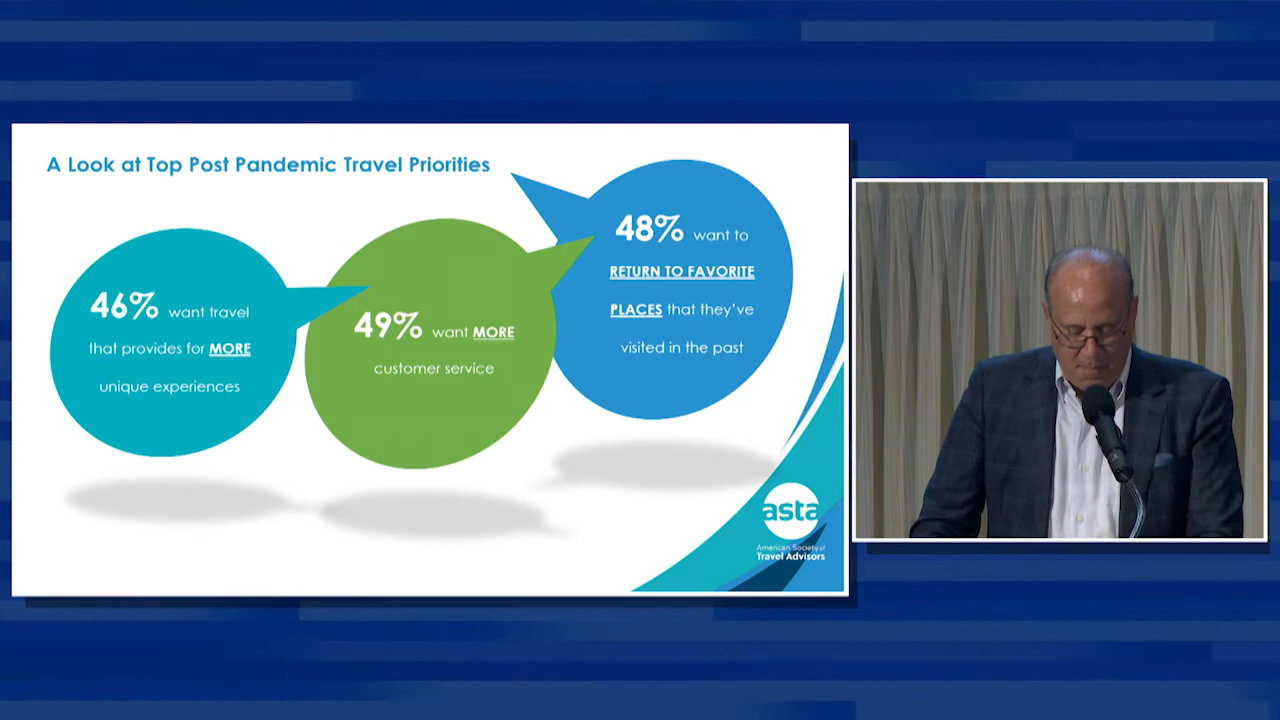 A Look at Top Post Pandemic Travel Priorities
46% want travel
that provides for MORE
unique experiences
49% want MORE
customer service
48% want to
RETURN TO FAVORITE
PLACES that they've
visited in the past
asta
American Society of
Travel Advisors